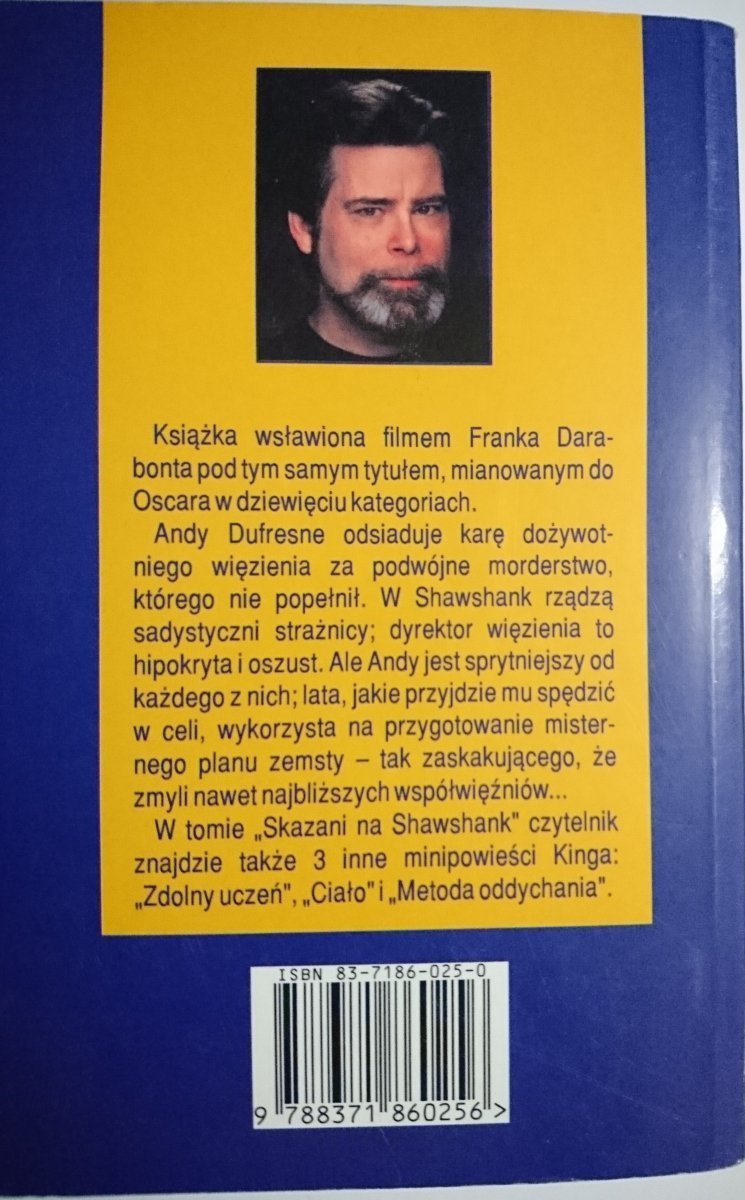 Książka wsławiona filmem Franka Dara-
bonta pod tym samym tytułem, mianowanym do
Oscara w dziewięciu kategoriach.
Andy Dufresne odsiaduje karę dożywot-
niego więzienia za podwójne morderstwo,
którego nie popełnił. W Shawshank rządzą
sadystyczni strażnicy; dyrektor więzienia to
hipokryta i oszust. Ale Andy jest sprytniejszy od
każdego z nich; lata, jakie przyjdzie mu spędzić
w celi, wykorzysta na przygotowanie mister-
nego planu zemsty – tak zaskakującego, że
zmyli nawet najbliższych współwięźniów...
W tomie „Skazani na Shawshank" czytelnik
znajdzie także 3 inne minipowieści Kinga:
„Zdolny uczeń", „Ciało" i „Metoda oddychania".
ISBN 83-7186-025-0
9 788371 860256 >